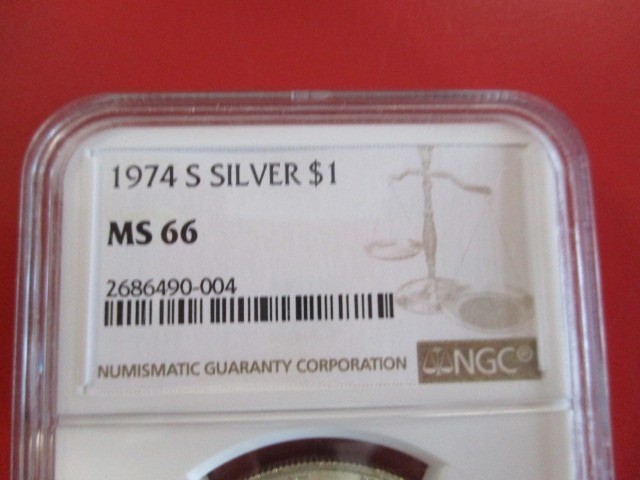 1974 S SILVER $1
MS 66
2686490-004
NUMISMATIC GUARANTY CORPORATION NGC®